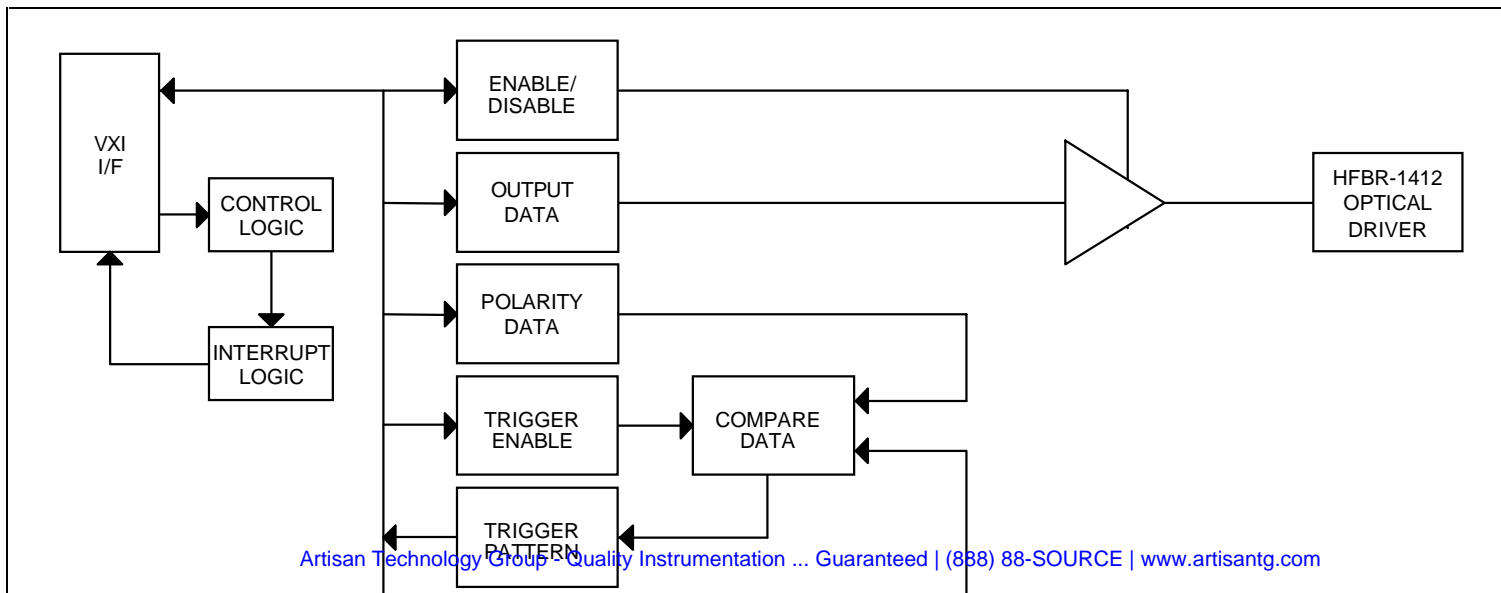 VXI
I/F
CONTROL
LOGIC
INTERRUPT
LOGIC
ENABLE/
DISABLE
OUTPUT
DATA
POLARITY
DATA
TRIGGER
ENABLE
TRIGGER
PATTERN
COMPARE
DATA
HFBR-1412
OPTICAL
DRIVER
Artisan Technology Group - Quality Instrumentation ... Guaranteed | (888) 88-SOURCE | www.artisantg.com